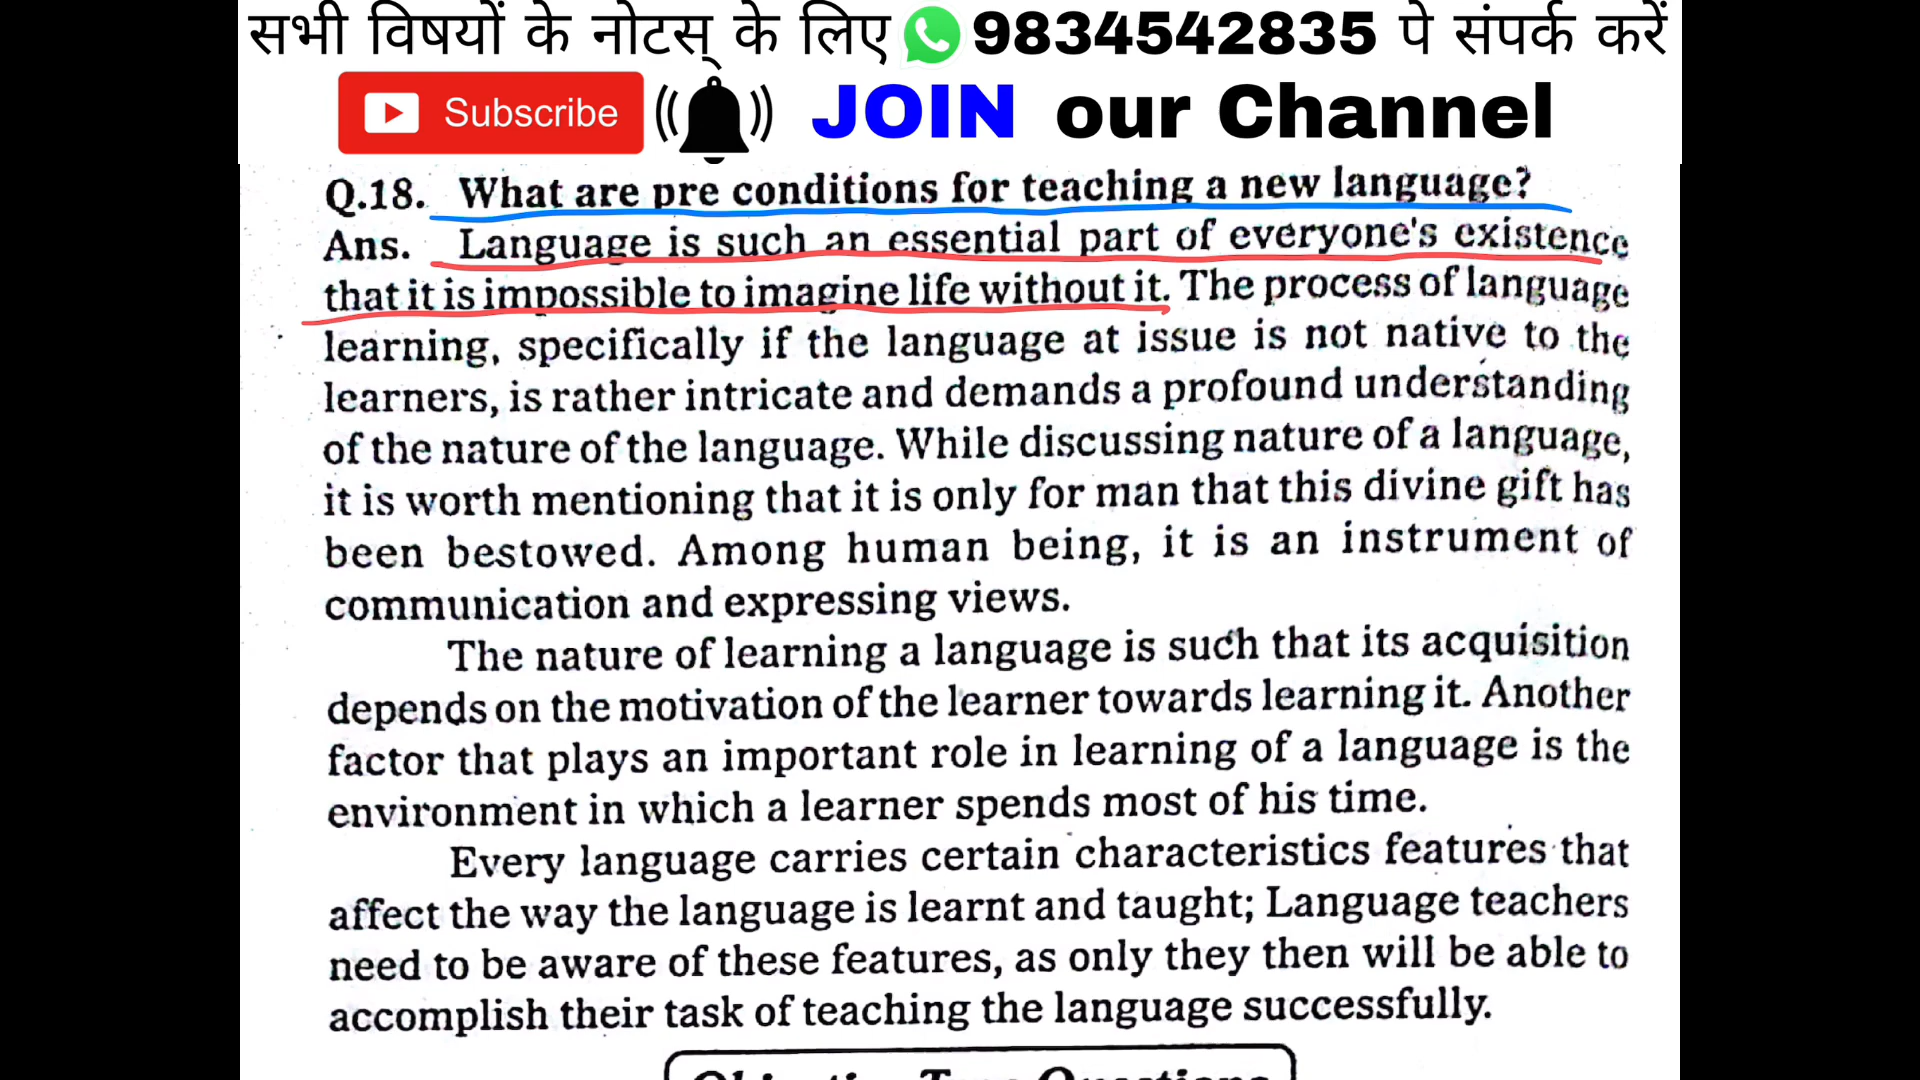 सभी विषयों के नोटस् के लिए 9834542835 पे संपर्क करें
Subscribe JOIN our Channel
Q.18. What are pre conditions for teaching a new language?
Ans. Language is such an essential part of everyone's existence
that it is impossible to imagine life without it. The process of language
learning, specifically if the language at issue is not native to the
learners, is rather intricate and demands a profound understanding
of the nature of the language. While discussing nature of a language,
it is worth mentioning that it is only for man that this divine gift has
been bestowed. Among human being, it is an instrument of
communication and expressing views.
The nature of learning a language is such that its acquisition
depends on the motivation of the learner towards learning it. Another
factor that plays an important role in learning of a language is the
environment in which a learner spends most of his time.
Every language carries certain characteristics features that
affect the way the language is learnt and taught; Language teachers
need to be aware of these features, as only they then will be able to
accomplish their task of teaching the language successfully.